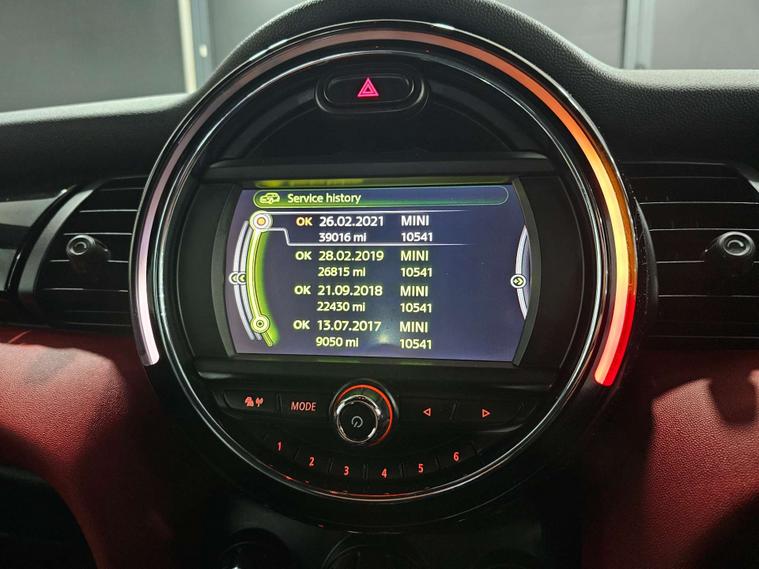 Service history
OK 26.02.2021 MINI
39016 mi 10541
OK 28.02.2019 MINI
26815 mi 10541
OK 21.09.2018 MINI
22430 mi 10541
OK 13.07.2017 MINI
9050 mi 10541
MODE
1 2 3 4 5 6